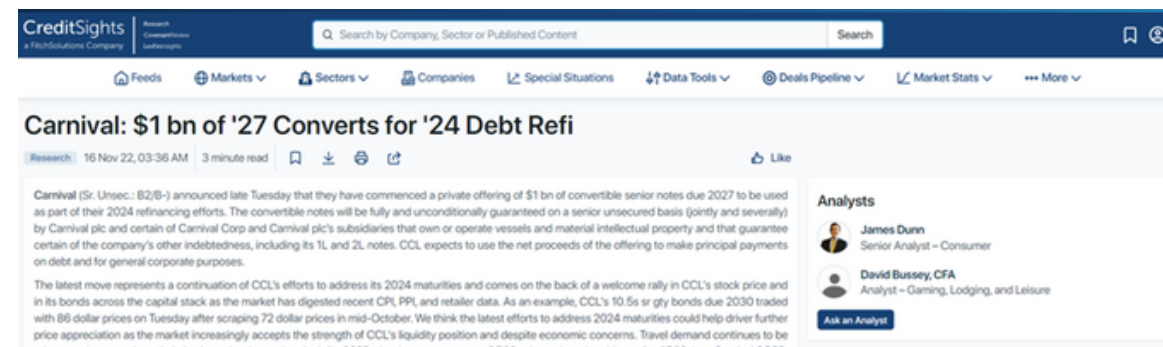 CreditSights
a FitchSolutions Company
Research
CovenantReview
LevFinInsights
Search by Company, Sector or Published Content
Search
Feeds
Markets
Sectors
Companies
Special Situations
Data Tools
Deals Pipeline
Market Stats
More
Carnival: $1 bn of '27 Converts for '24 Debt Refi
Research 16 Nov 22, 03:36 AM 3 minute read
Like
Carnival (Sr. Unsec.: B2/B-) announced late Tuesday that they have commenced a private offering of $1 bn of convertible senior notes due 2027 to be used
as part of their 2024 refinancing efforts. The convertible notes will be fully and unconditionally guaranteed on a senior unsecured basis (jointly and severally)
by Carnival plc and certain of Carnival Corp and Carnival plc's subsidiaries that own or operate vessels and material intellectual property and that guarantee
certain of the company's other indebtedness, including its 1L and 2L notes. CCL expects to use the net proceeds of the offering to make principal payments
on debt and for general corporate purposes.
The latest move represents a continuation of CCL's efforts to address its 2024 maturities and comes on the back of a welcome rally in CCL's stock price and
in its bonds across the capital stack as the market has digested recent CPI, PPI, and retailer data. As an example, CCL's 10.5s sr gty bonds due 2030 traded
with 86 dollar prices on Tuesday after scraping 72 dollar prices in mid-October. We think the latest efforts to address 2024 maturities could help driver further
price appreciation as the market increasingly accepts the strength of CCL's liquidity position and despite economic concerns. Travel demand continues to be
Analysts
James Dunn
Senior Analyst – Consumer
David Bussey, CFA
Analyst – Gaming, Lodging, and Leisure
Ask an Analyst